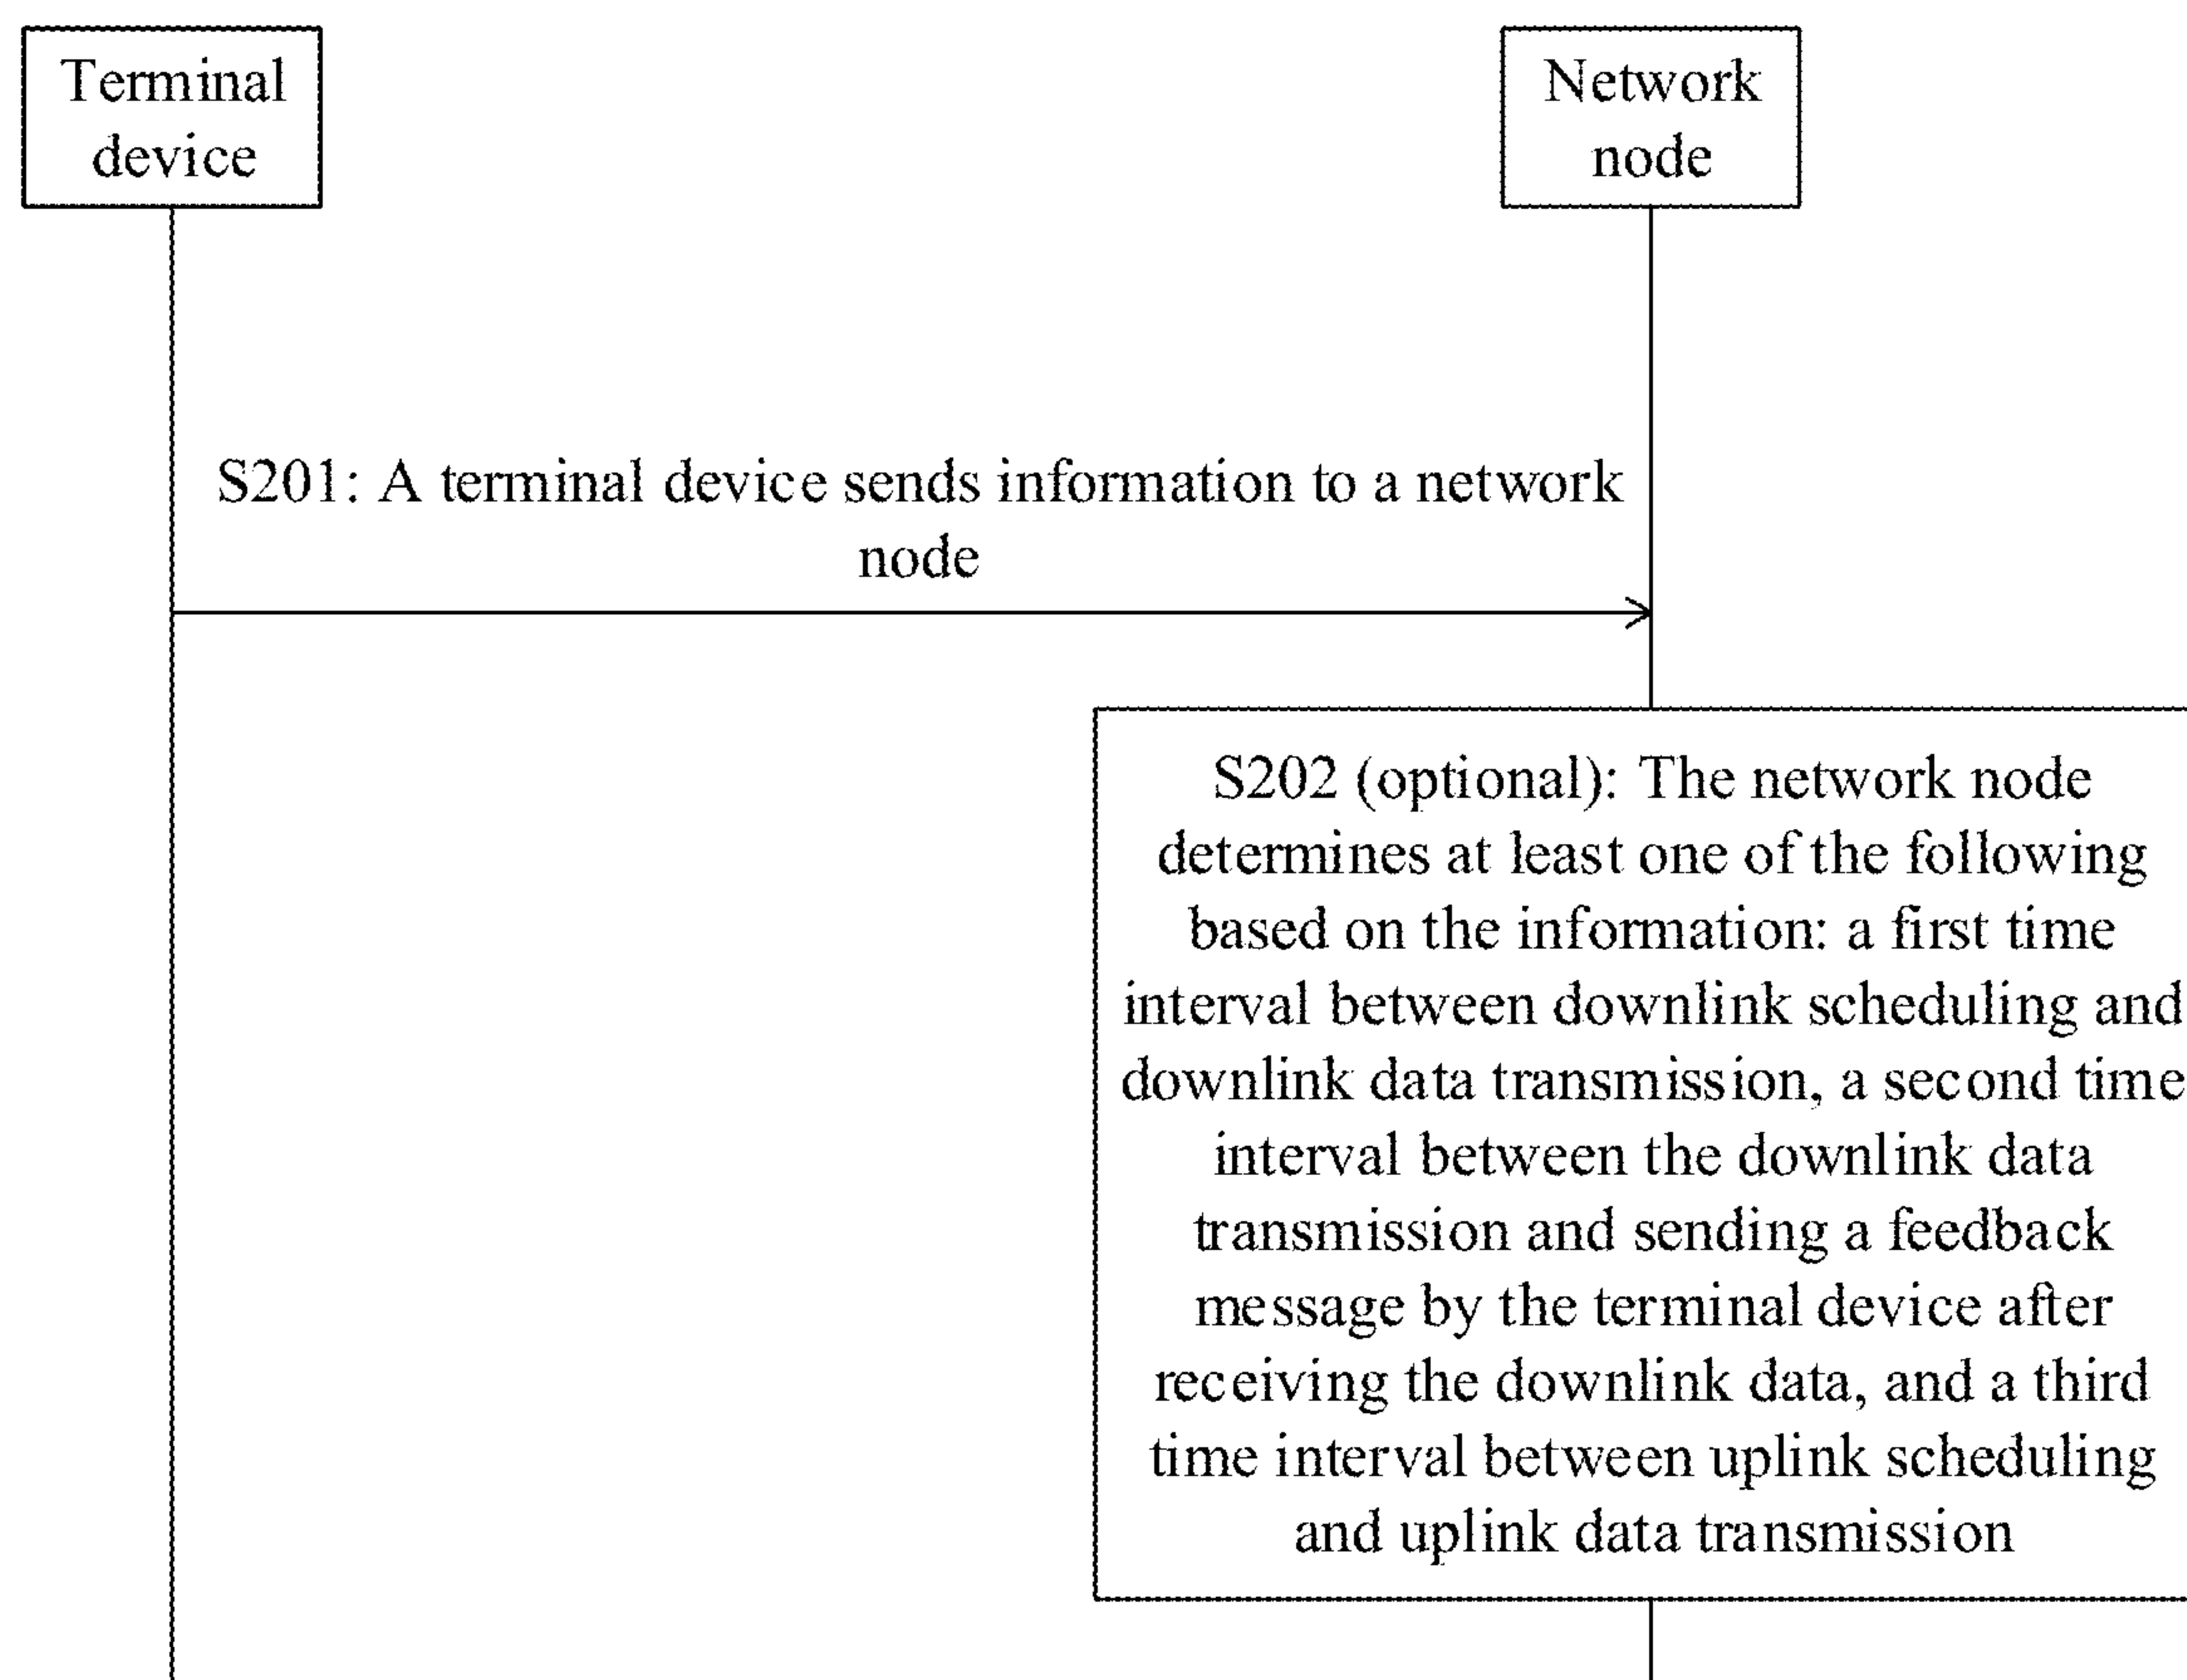 Terminal
device
Network
node
S201: A terminal device sends information to a network
node
S202 (optional): The network node
determines at least one of the following
based on the information: a first time
interval between downlink scheduling and
downlink data transmission, a second time
interval between the downlink data
transmission and sending a feedback
message by the terminal device after
receiving the downlink data, and a third
time interval between uplink scheduling
and uplink data transmission